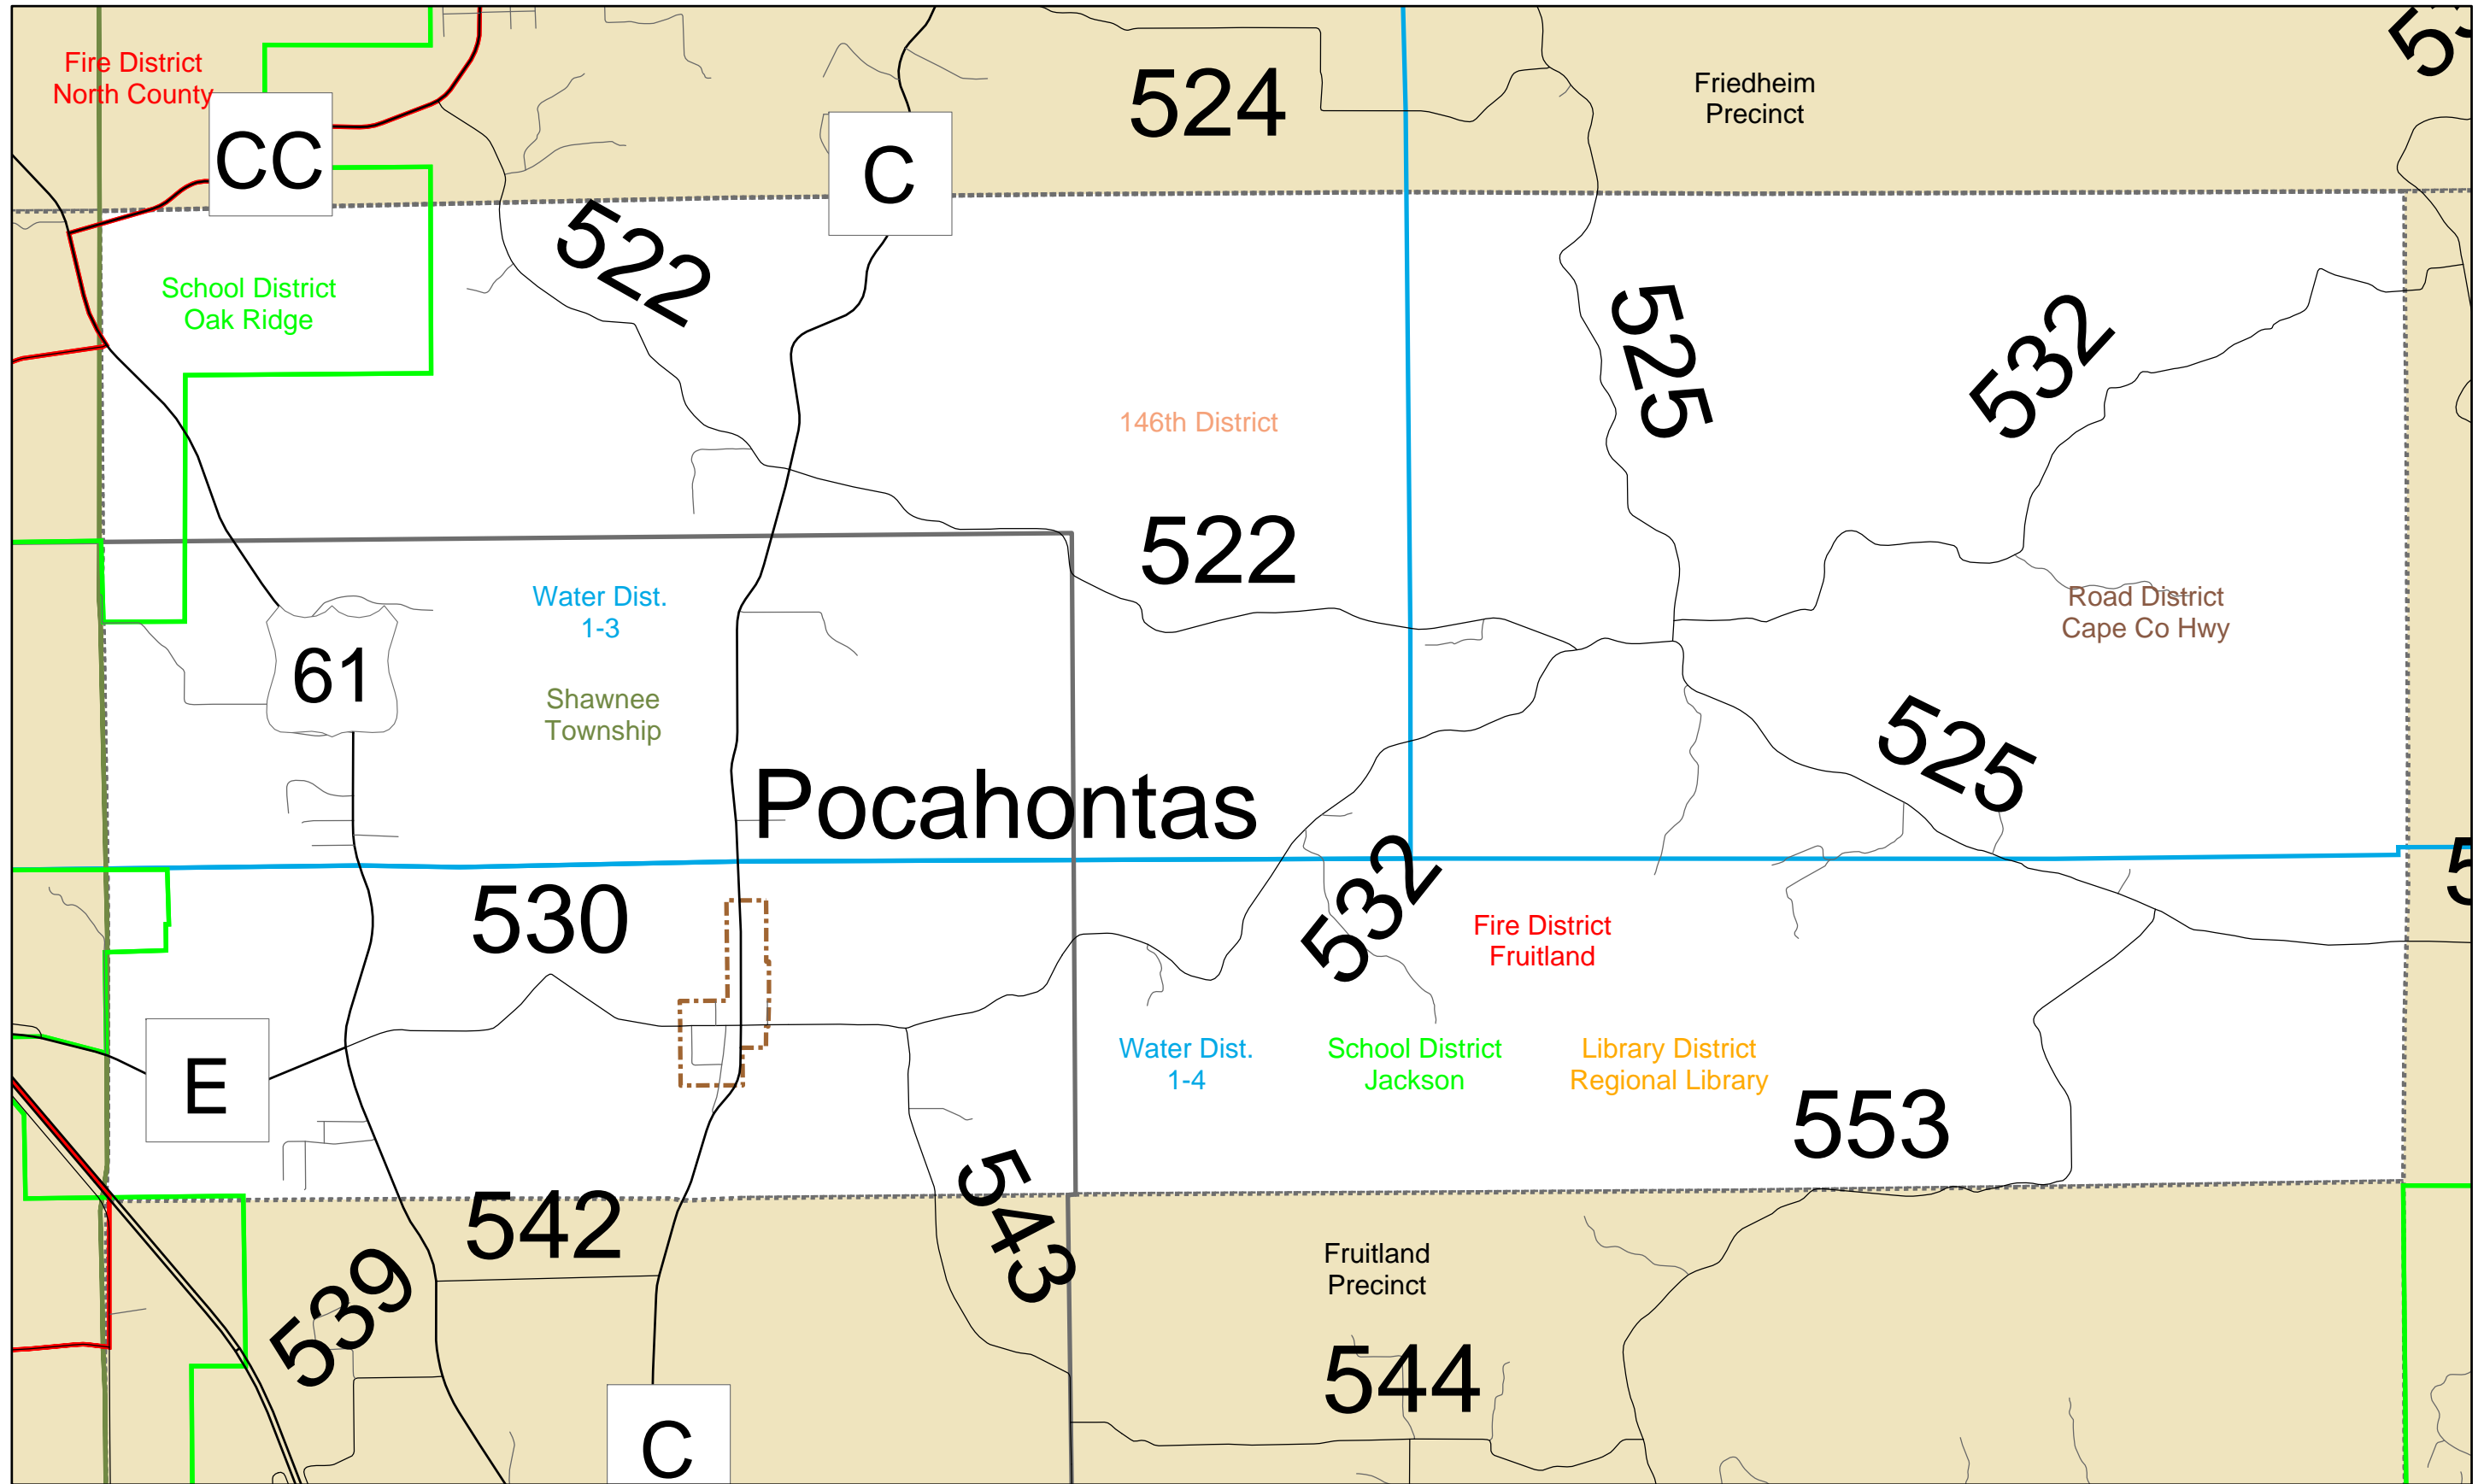 Fire District
North County
CC
C
524
Friedheim
Precinct
522
School District
Oak Ridge
525
532
146th District
522
Water Dist.
1-3
Road District
Cape Co Hwy
61
Shawnee
Township
525
Pocahontas
530
532
Fire District
Fruitland
E
Water Dist.
1-4
School District
Jackson
Library District
Regional Library
553
543
542
539
Fruitland
Precinct
544
C